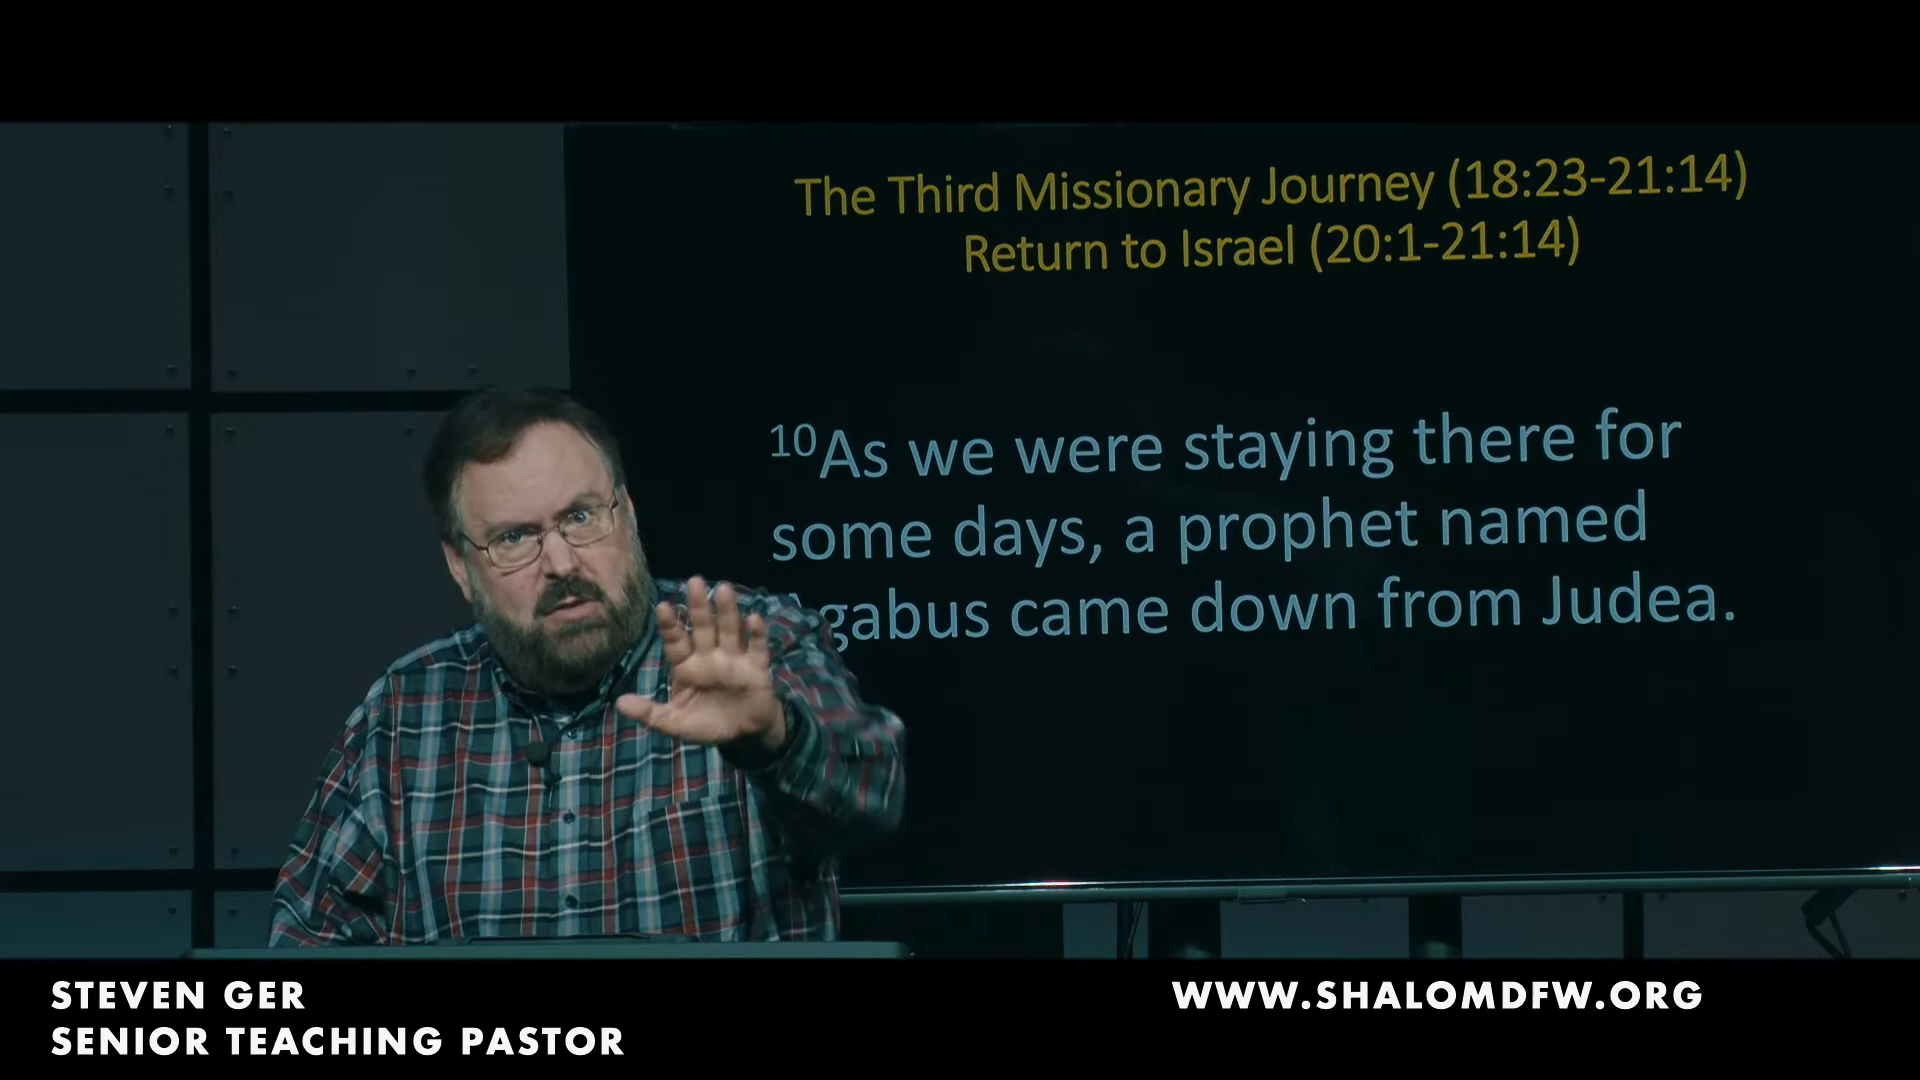 The Third Missionary Journey (18:23-21:14)
Return to Israel (20:1-21:14)
10As we were staying there for
some days, a prophet named
Agabus came down from Judea.
STEVEN GER
SENIOR TEACHING PASTOR
WWW.SHALOMDFW.ORG